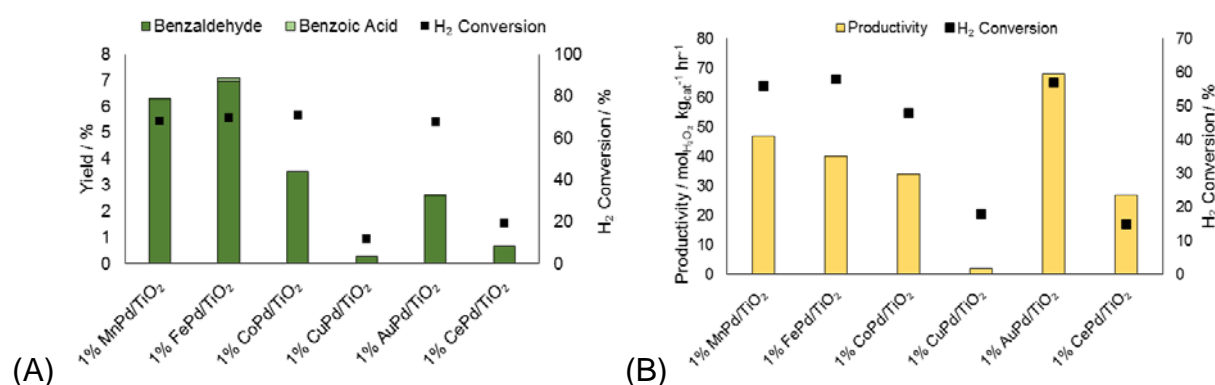 Benzaldehyde Benzoic Acid H₂ Conversion
8
7
6
5
4
3
2
1
0
Yield / %
100
80
60
40
20
0
H₂ Conversion / %
1% MnPd/TiO₂
1% FePd/TiO₂
1% CoPd/TiO₂
1% CuPd/TiO₂
1% AuPd/TiO₂
1% CePd/TiO₂
(A)
Productivity H₂ Conversion
80
70
60
50
40
30
20
10
0
Productivity / mol_H₂O₂ kg_cat⁻¹ hr⁻¹
70
60
50
40
30
20
10
0
H₂ Conversion / %
1% MnPd/TiO₂
1% FePd/TiO₂
1% CoPd/TiO₂
1% CuPd/TiO₂
1% AuPd/TiO₂
1% CePd/TiO₂
(B)